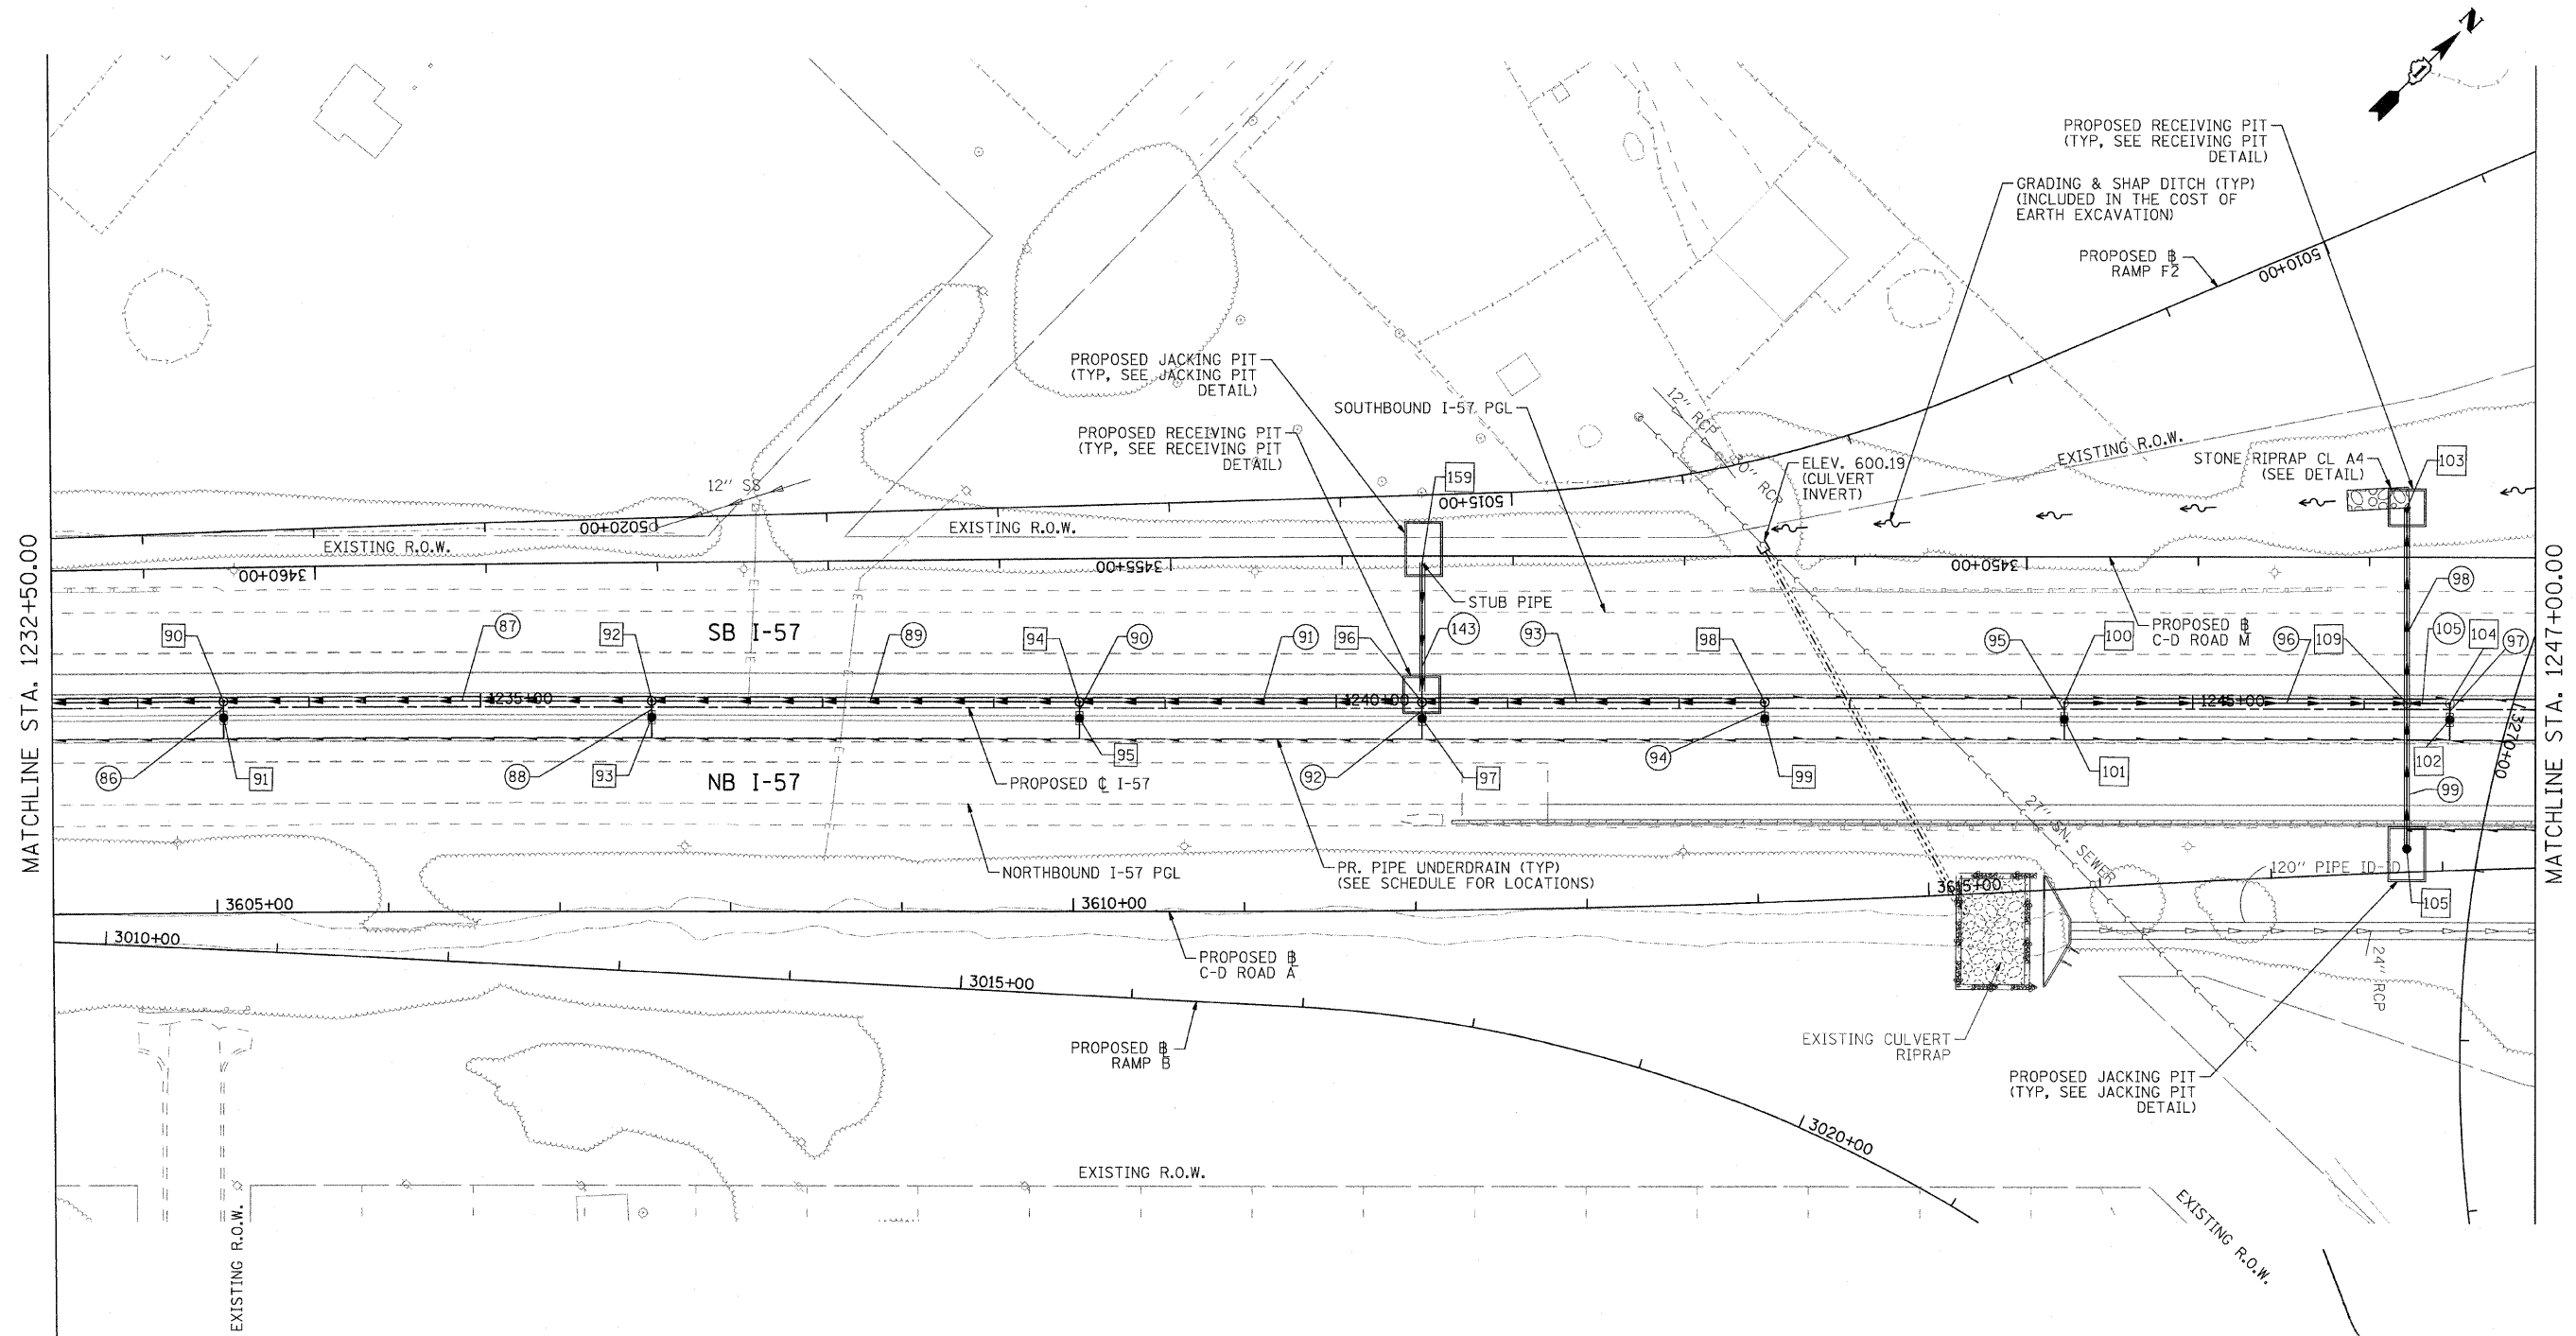 N
PROPOSED RECEIVING PIT
(TYP, SEE RECEIVING PIT
DETAIL)
GRADING & SHAP DITCH (TYP)
(INCLUDED IN THE COST OF
EARTH EXCAVATION)
PROPOSED ⅊
RAMP F2
5010+00
PROPOSED JACKING PIT
(TYP, SEE JACKING PIT
DETAIL)
SOUTHBOUND I-57 PGL
12" RCP
PROPOSED RECEIVING PIT
(TYP, SEE RECEIVING PIT
DETAIL)
30" RCP
ELEV. 600.19
(CULVERT
INVERT)
EXISTING R.O.W.
STONE RIPRAP CL A4
(SEE DETAIL)
103
159
12" SS
5020+00
5015+00
EXISTING R.O.W.
EXISTING R.O.W.
3460+00
3455+00
3450+00
STUB PIPE
98
MATCHLINE STA. 1232+50.00
MATCHLINE STA. 1247+00.00
90
87
92
SB I-57
89
94
90
91
96
143
93
98
95
100
PROPOSED B
C-D ROAD M
96
109
105
104
97
1235+00
1240+00
1245+00
86
91
88
93
NB I-57
95
PROPOSED ℄ I-57
92
97
94
99
101
102
3270+00
99
27" SN. SEWER
NORTHBOUND I-57 PGL
PR. PIPE UNDERDRAIN (TYP)
(SEE SCHEDULE FOR LOCATIONS)
120" PIPE ID-ID
3605+00
3610+00
3615+00
105
3010+00
PROPOSED B
C-D ROAD A
3015+00
24" RCP
PROPOSED B
RAMP B
EXISTING CULVERT
RIPRAP
PROPOSED JACKING PIT
(TYP, SEE JACKING PIT
DETAIL)
3020+00
EXISTING R.O.W.
EXISTING R.O.W.
EXISTING R.O.W.